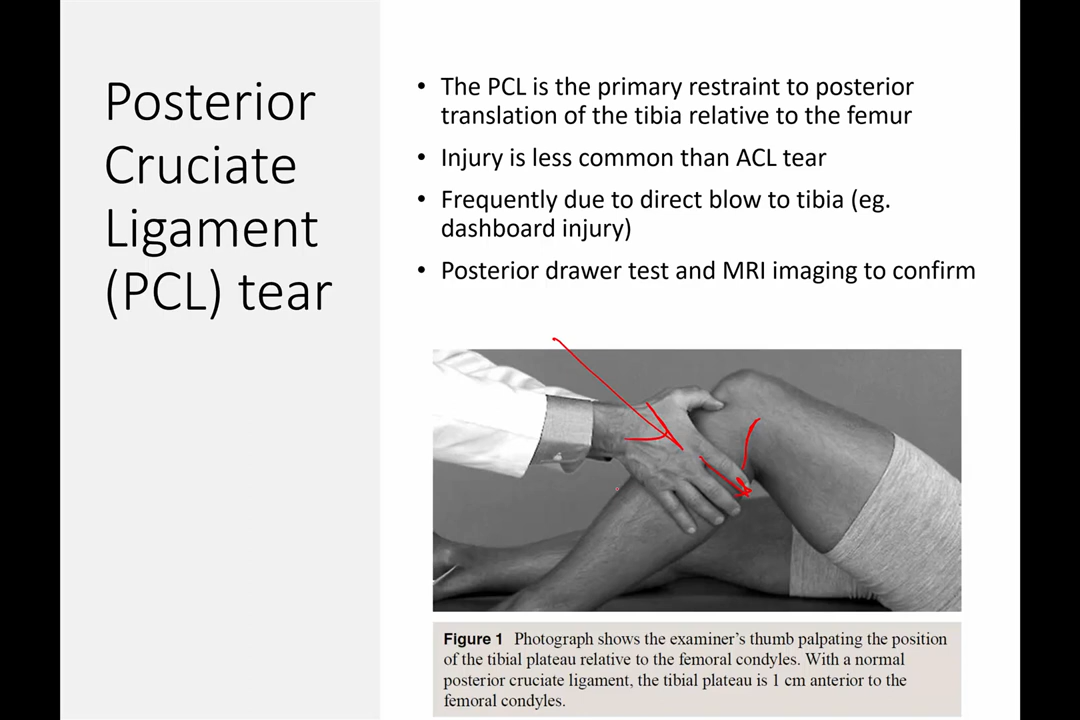 Posterior
Cruciate
Ligament
(PCL) tear
• The PCL is the primary restraint to posterior
translation of the tibia relative to the femur
• Injury is less common than ACL tear
• Frequently due to direct blow to tibia (eg.
dashboard injury)
• Posterior drawer test and MRI imaging to confirm
Figure 1 Photograph shows the examiner's thumb palpating the position
of the tibial plateau relative to the femoral condyles. With a normal
posterior cruciate ligament, the tibial plateau is 1 cm anterior to the
femoral condyles.